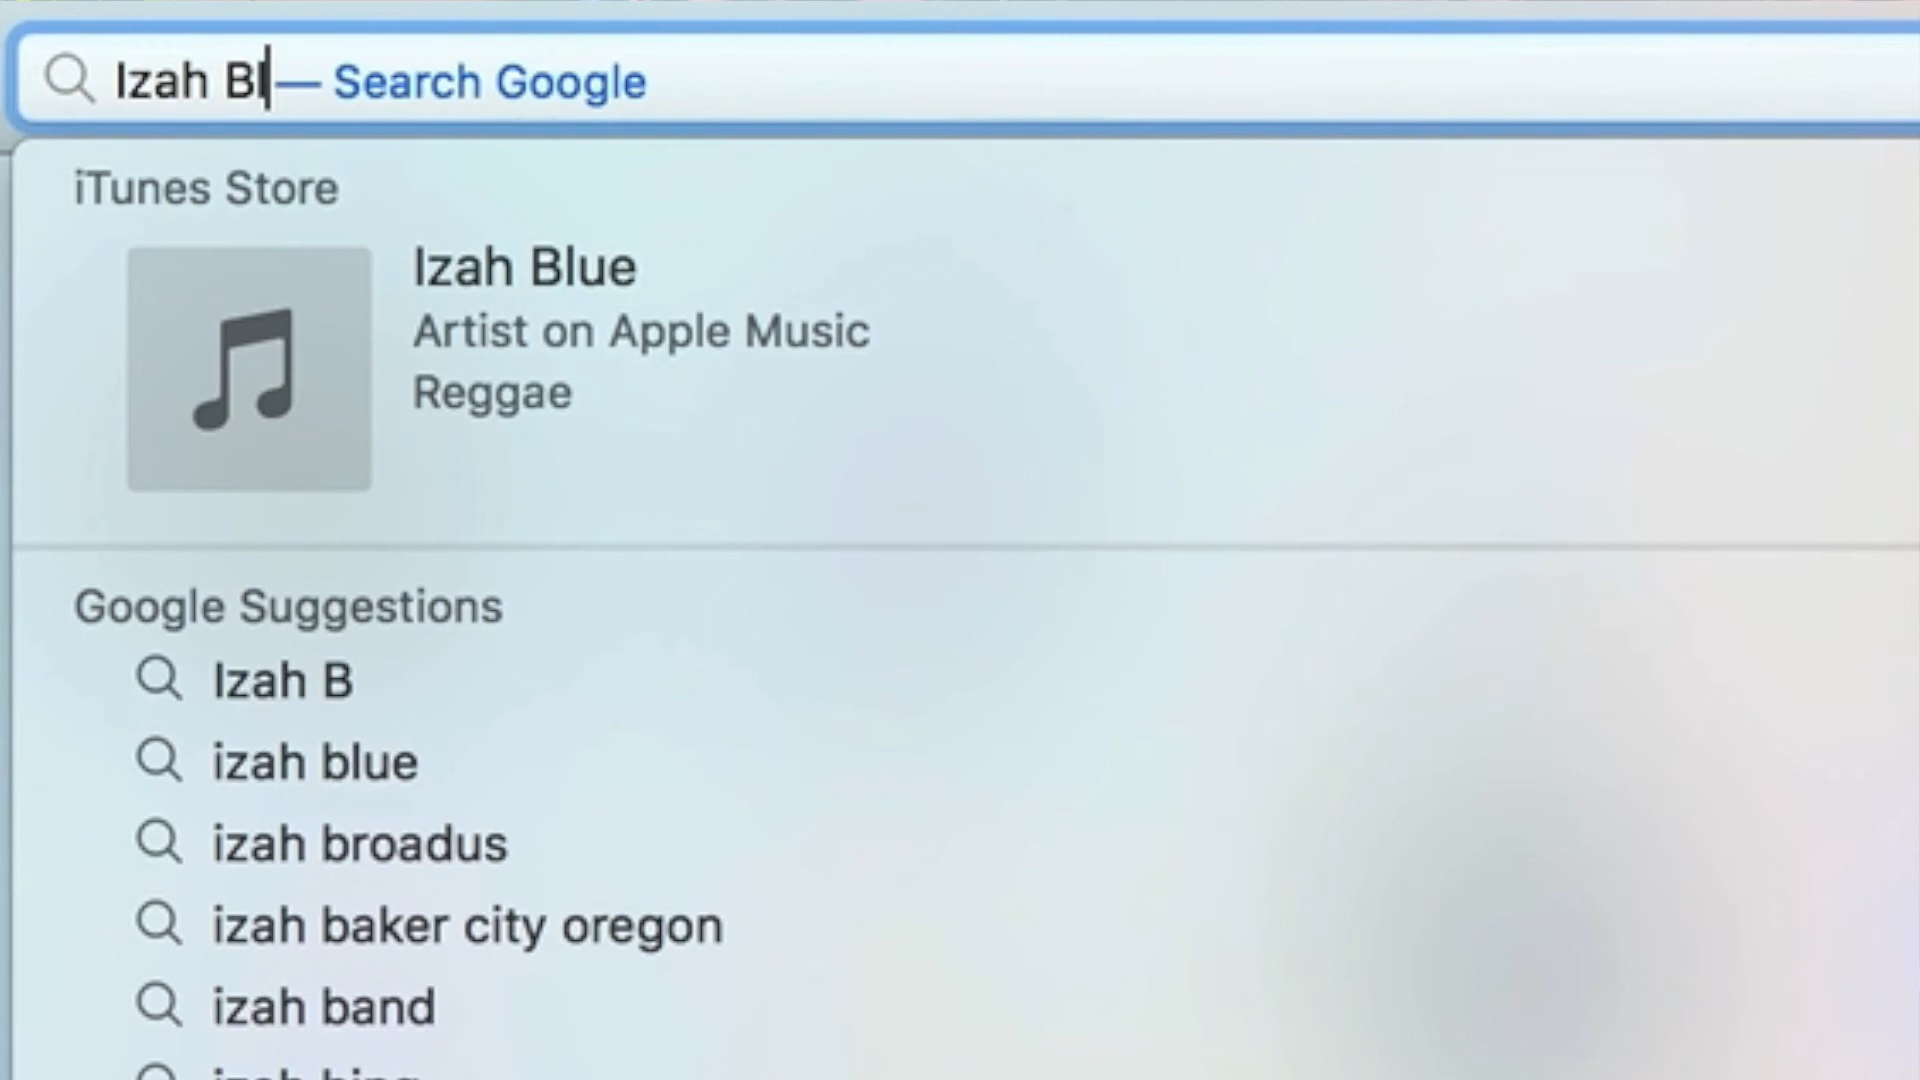 Izah Bl — Search Google
iTunes Store
Izah Blue
Artist on Apple Music
Reggae
Google Suggestions
Izah B
izah blue
izah broadus
izah baker city oregon
izah band